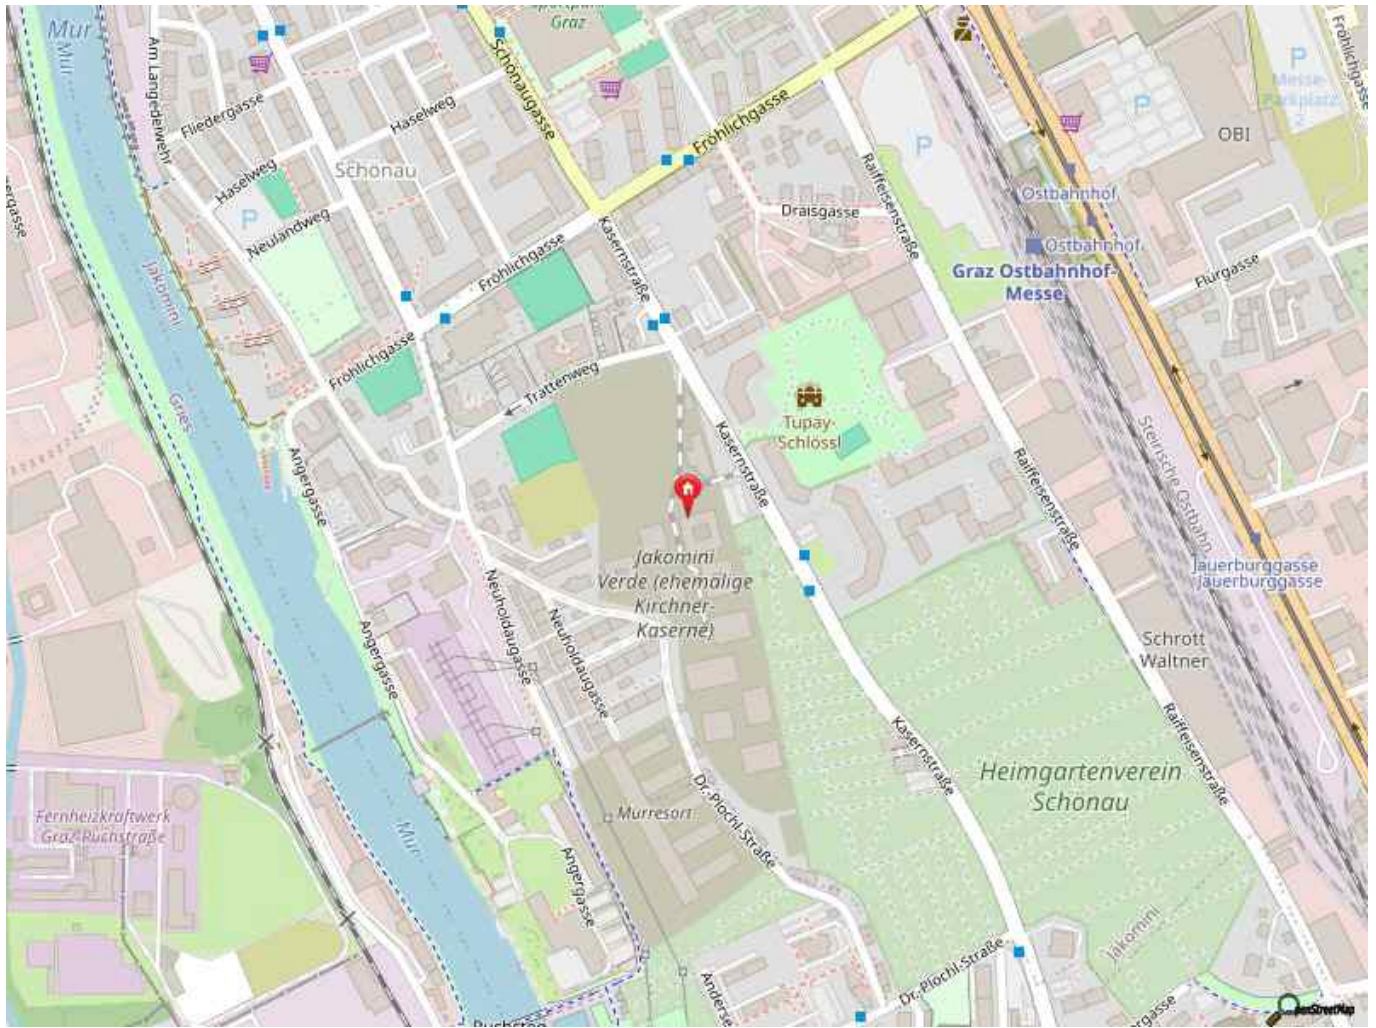 Mur
Mur
Am Langedelwehr
Fliedergasse
Haselweg
Haselweg
Schönau
Neulandweg
Schönaugasse
Graz
Fröhlichgasse
Fröhlichgasse
Fröhlichgasse
Kasernstraße
Draisgasse
Raiffeisenstraße
P
P
P
P
Messe-
Parkplatz
2
Fröhlichgasse
OBI
Ostbahnhof
Ostbahnhof
Graz Ostbahnhof-
Messe
Flurgasse
Jakomini
Gries
Trattenweg
Tupay-
Schlössl
Kasernstraße
Raiffeisenstraße
Steirische Ostbahn
Angergasse
Jakomini
Verde (ehemalige
Kirchner-
Kaserne)
Jauerburggasse
Jauerburggasse
Neuholdaugasse
Neuholdaugasse
Angergasse
Schrott
Waltner
Kasernstraße
Raiffeisenstraße
Heimgartenverein
Schönau
Fernheizkraftwerk
Graz-Puchstraße
Mur
Murresort
Dr.-Plochl-Straße
Angergasse
Jakomini
Dr.-Plochl-Straße